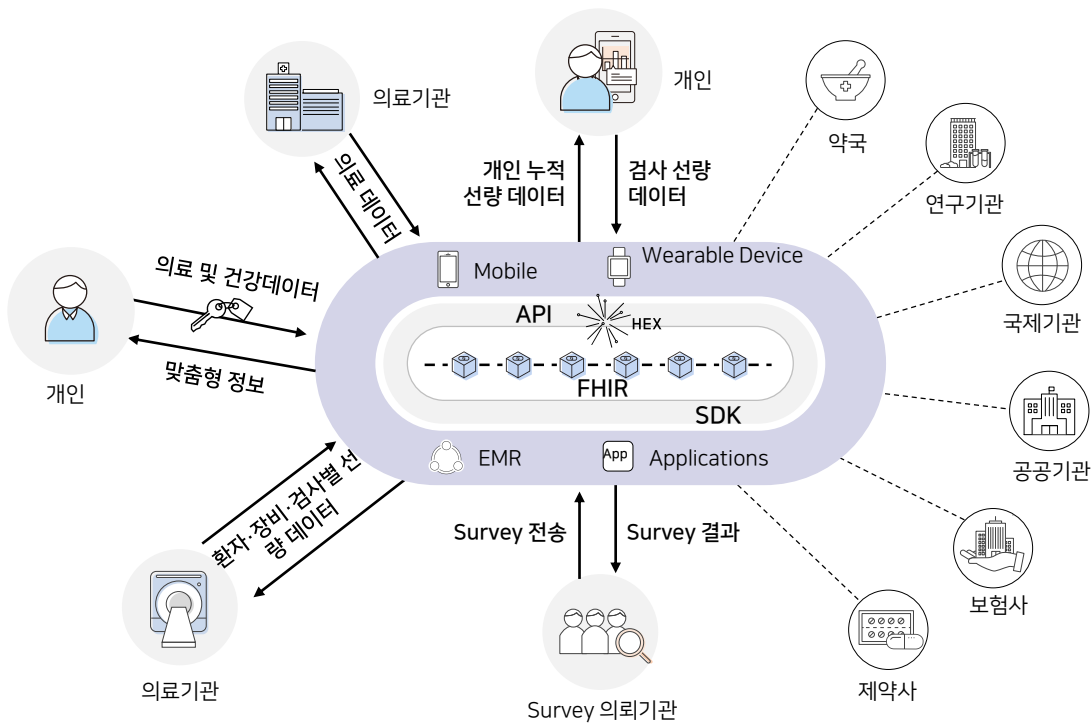 의료기관
개인
약국
연구기관
국제기관
공공기관
보험사
제약사
의료 데이터
개인 누적
선량 데이터
검사 선량
데이터
의료 및 건강데이터
개인
맞춤형 정보
Mobile
Wearable Device
API
HEX
FHIR
SDK
EMR
App
Applications
환자·장비·검사별 선
량 데이터
의료기관
Survey 전송
Survey 결과
Survey 의뢰기관